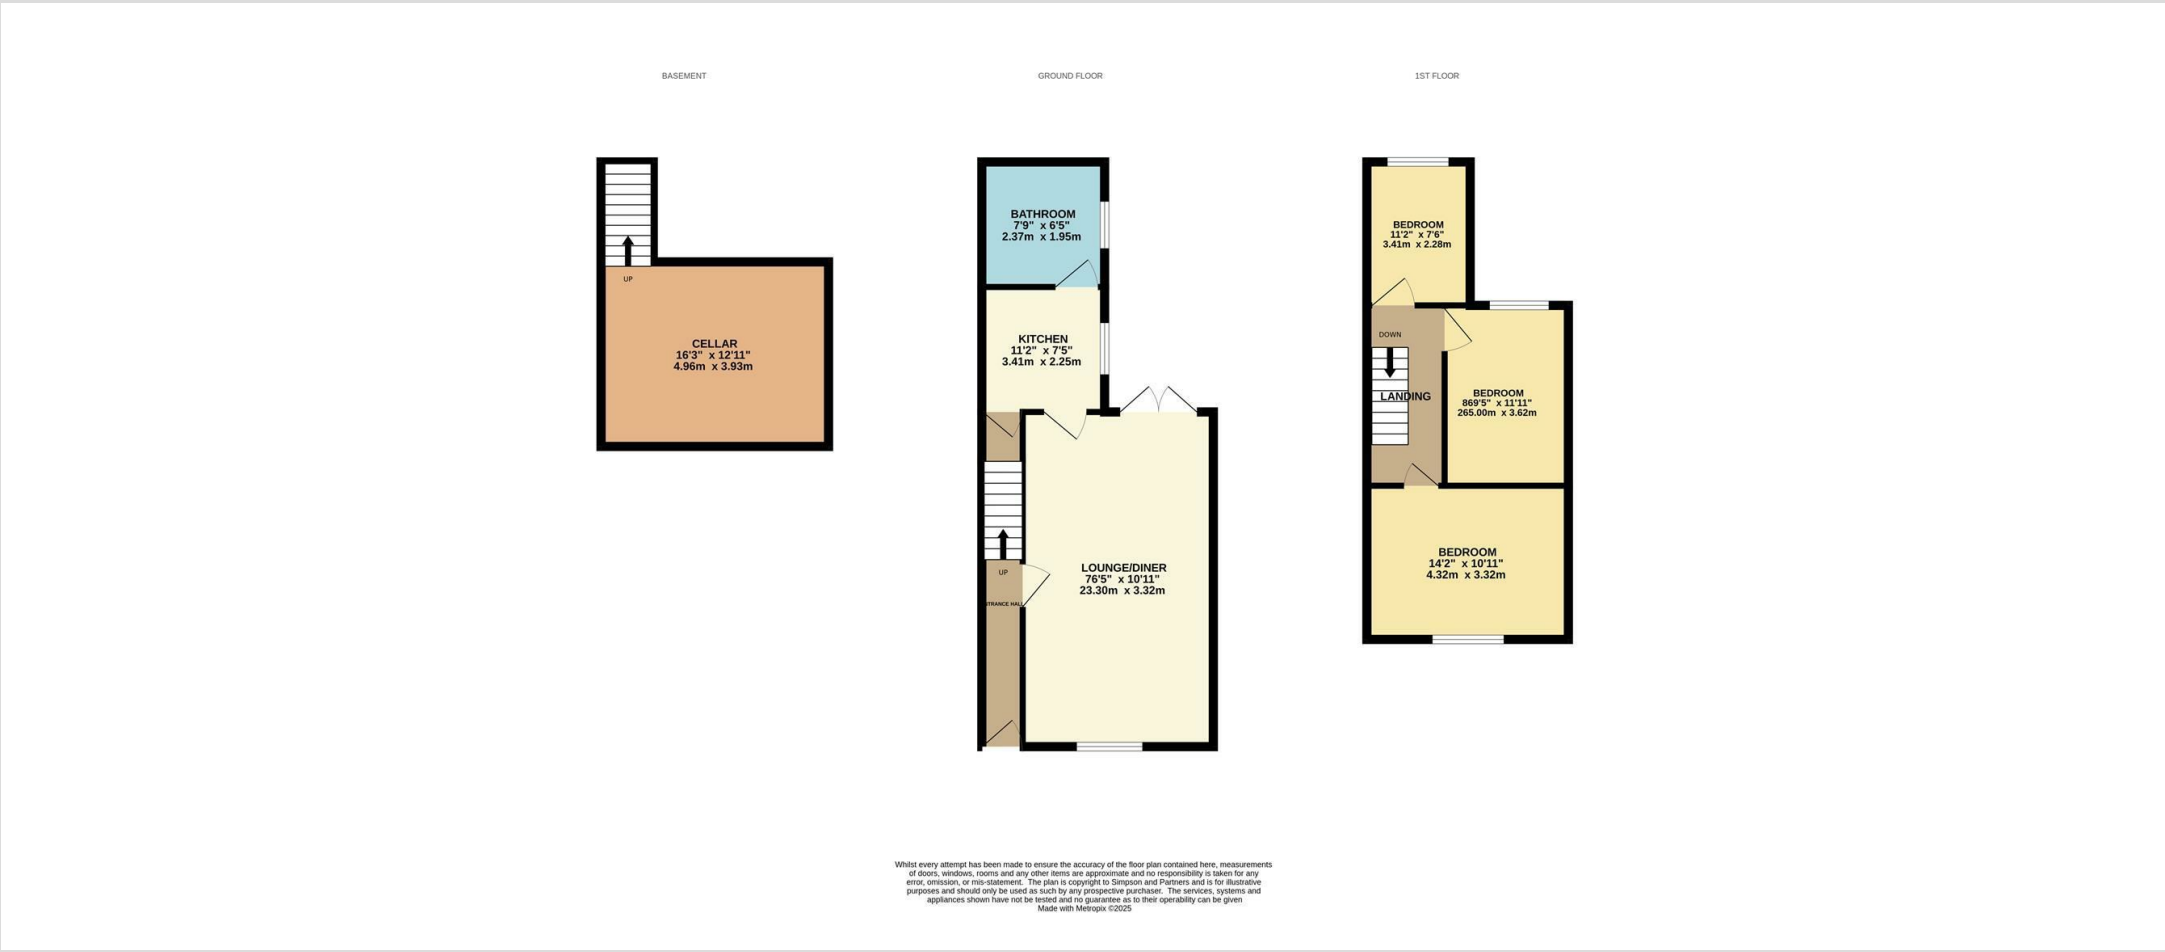 BASEMENT
GROUND FLOOR
1ST FLOOR
UP
CELLAR
16'3" x 12'11"
4.96m x 3.93m
BATHROOM
7'9" x 6'5"
2.37m x 1.95m
KITCHEN
11'2" x 7'5"
3.41m x 2.25m
UP
NTRANCE HALL
LOUNGE/DINER
76'5" x 10'11"
23.30m x 3.32m
BEDROOM
11'2" x 7'6"
3.41m x 2.28m
DOWN
LANDING
BEDROOM
869'5" x 11'11"
265.00m x 3.62m
BEDROOM
14'2" x 10'11"
4.32m x 3.32m
Whilst every attempt has been made to ensure the accuracy of the floor plan contained here, measurements
of doors, windows, rooms and any other items are approximate and no responsibility is taken for any
error, omission, or mis-statement. The plan is copyright to Simpson and Partners and is for illustrative
purposes and should only be used as such by any prospective purchaser. The services, systems and
appliances shown have not be tested and no guarantee as to their operability can be given
Made with Metropix ©2025